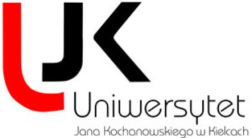 UJK
Uniwersytet
Jana Kochanowskiego w Kielcach